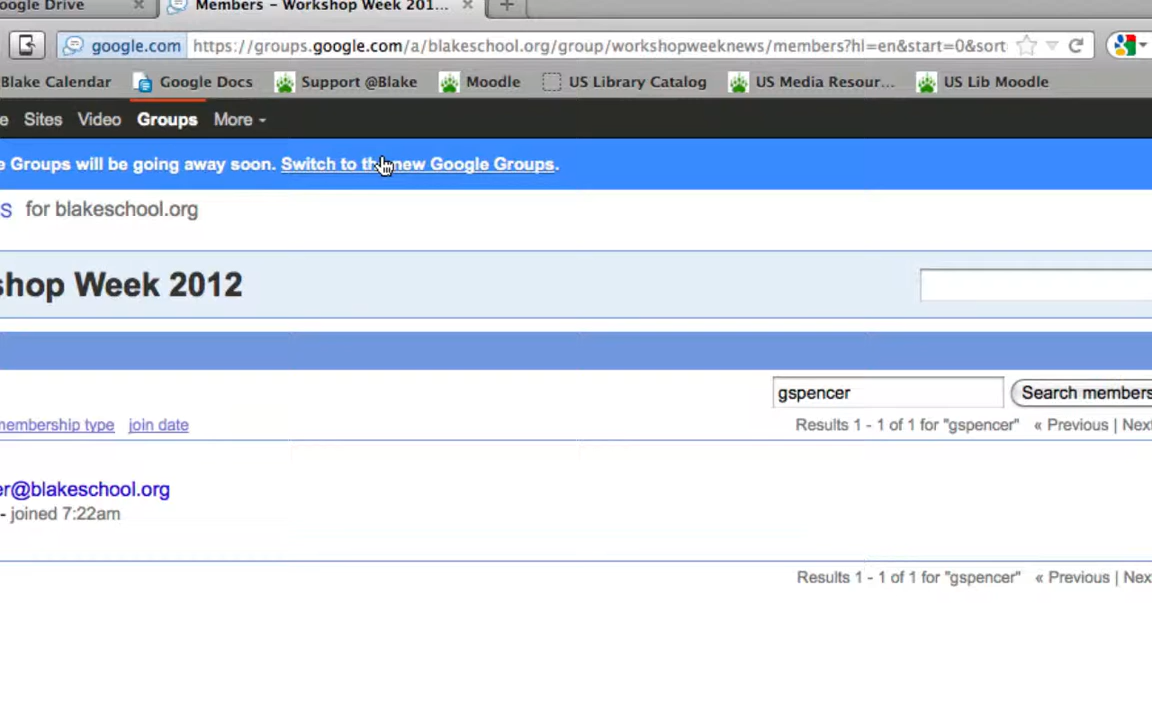 oogle Drive
Members – Workshop Week 201...
google.com https://groups.google.com/a/blakeschool.org/group/workshopweeknews/members?hl=en&start=0&sort
Blake Calendar Google Docs Support @Blake Moodle US Library Catalog US Media Resour... US Lib Moodle
e Sites Video Groups More
e Groups will be going away soon. Switch to the new Google Groups.
s for blakeschool.org
shop Week 2012
gspencer Search members
membership type join date Results 1 - 1 of 1 for "gspencer" « Previous | Next
er@blakeschool.org
- joined 7:22am
Results 1 - 1 of 1 for "gspencer" « Previous | Nex